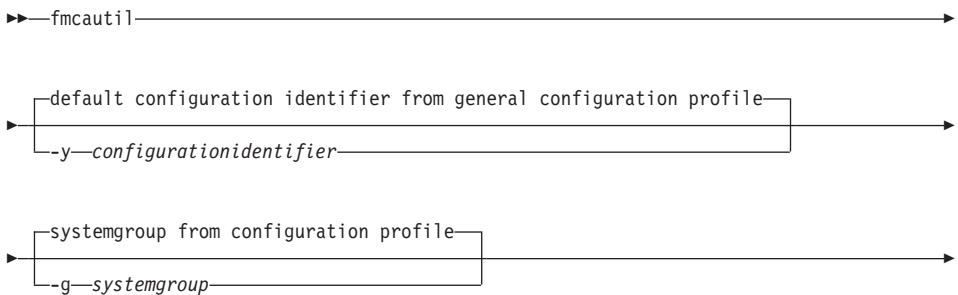 fmcautil
default configuration identifier from general configuration profile
-y configurationidentifier
systemgroup from configuration profile
-g systemgroup